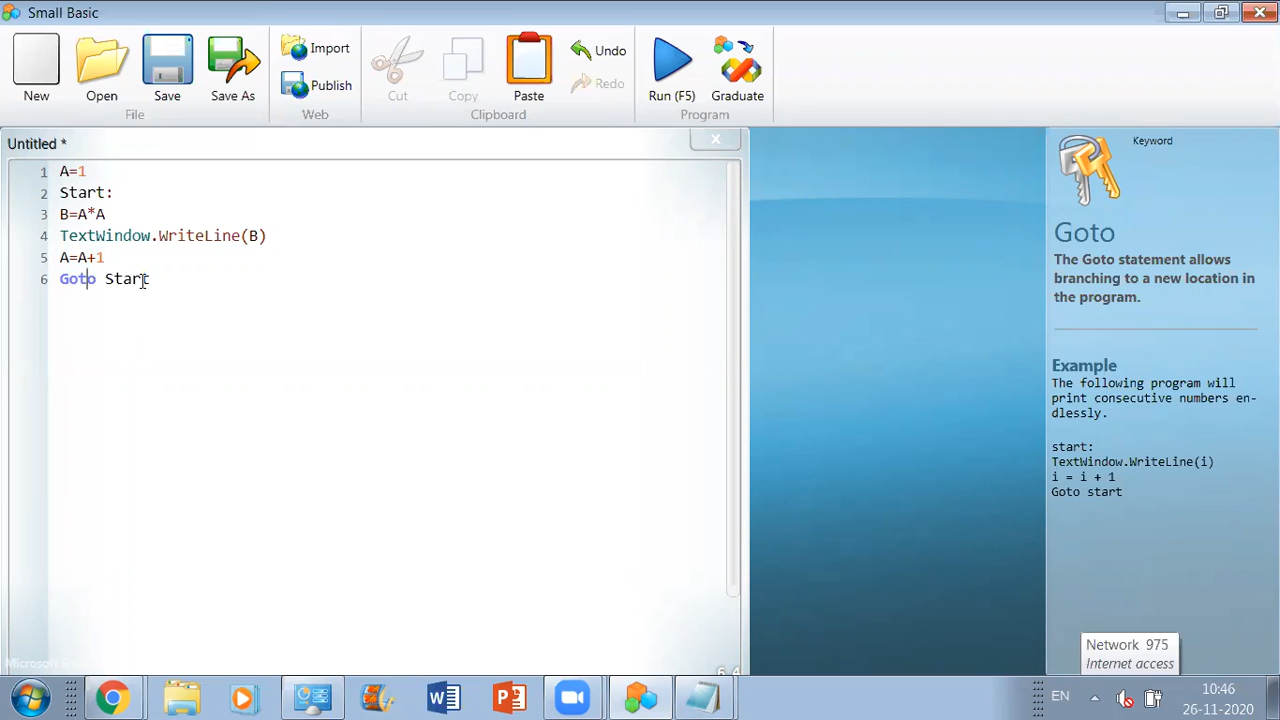 Small Basic
New
Open
Save
Save As
Import
Publish
Cut
Copy
Paste
Undo
Redo
Run (F5)
Graduate
File
Web
Clipboard
Program
Untitled *
1 A=1
2 Start:
3 B=A*A
4 TextWindow.WriteLine(B)
5 A=A+1
6 Goto Start
6,4
Keyword
Goto
The Goto statement allows
branching to a new location in
the program.
Example
The following program will
print consecutive numbers en-
dlessly.
start:
TextWindow.WriteLine(i)
i = i + 1
Goto start
Network 975
Internet access
EN
10:46
26-11-2020